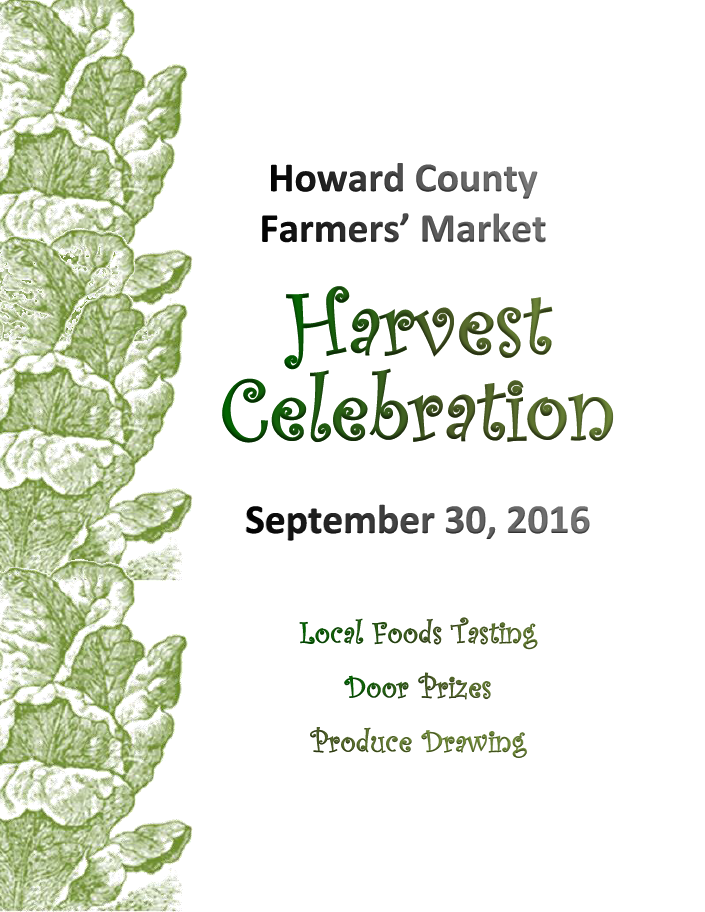 Howard County
Farmers’ Market
Harvest
Celebration
September 30, 2016
Local Foods Tasting
Door Prizes
Produce Drawing